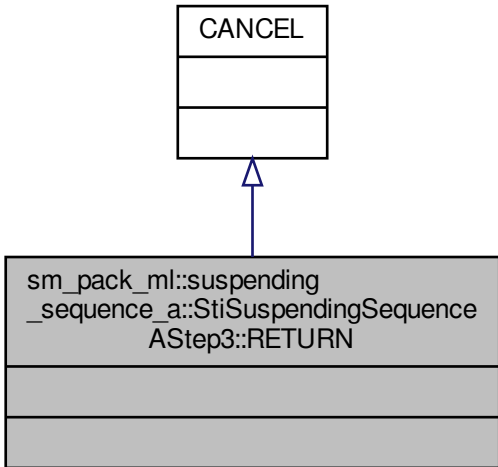 CANCEL
sm_pack_ml::suspending
_sequence_a::StiSuspendingSequence
AStep3::RETURN